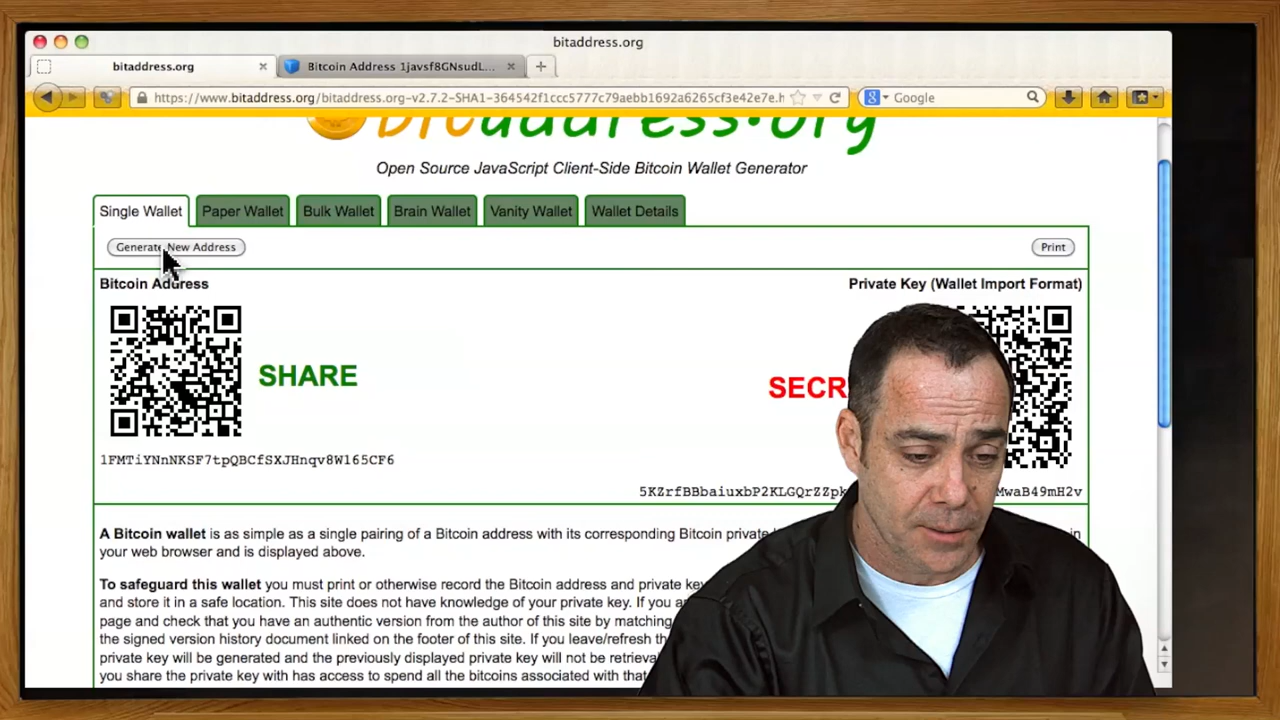 bitaddress.org
bitaddress.org
Bitcoin Address 1javsf8GNsudL...
https://www.bitaddress.org/bitaddress.org-v2.7.2-SHA1-364542f1ccc5777c79aebb1692a6265cf3e42e7e.h
Google
bitaddress.org
Open Source JavaScript Client-Side Bitcoin Wallet Generator
Single Wallet
Paper Wallet
Bulk Wallet
Brain Wallet
Vanity Wallet
Wallet Details
Generate New Address
Print
Bitcoin Address
Private Key (Wallet Import Format)
SHARE
SECR
1FMTiYNnNKSF7tpQBCfSXJHnqv8W165CF6
5KZrfBBbaiuxbP2KLGQrZZpk MwaB49mH2v
A Bitcoin wallet is as simple as a single pairing of a Bitcoin address with its corresponding Bitcoin private in
your web browser and is displayed above.
To safeguard this wallet you must print or otherwise record the Bitcoin address and private key
and store it in a safe location. This site does not have knowledge of your private key. If you
page and check that you have an authentic version from the author of this site by matching
the signed version history document linked on the footer of this site. If you leave/refresh
private key will be generated and the previously displayed private key will not be
you share the private key with has access to spend all the bitcoins associated with that